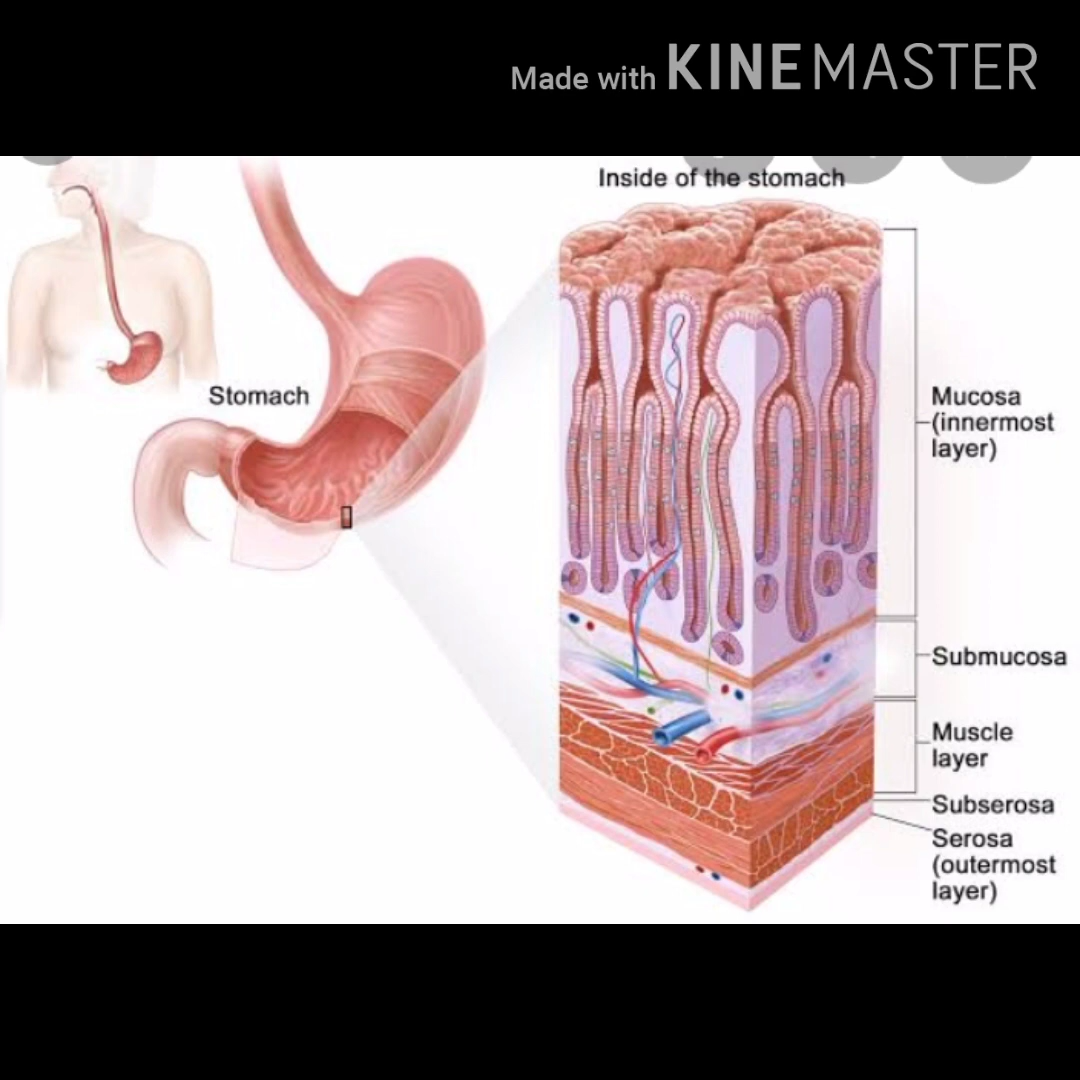 Made with KINEMASTER
Inside of the stomach
Stomach
Mucosa
(innermost
layer)
Submucosa
Muscle
layer
Subserosa
Serosa
(outermost
layer)